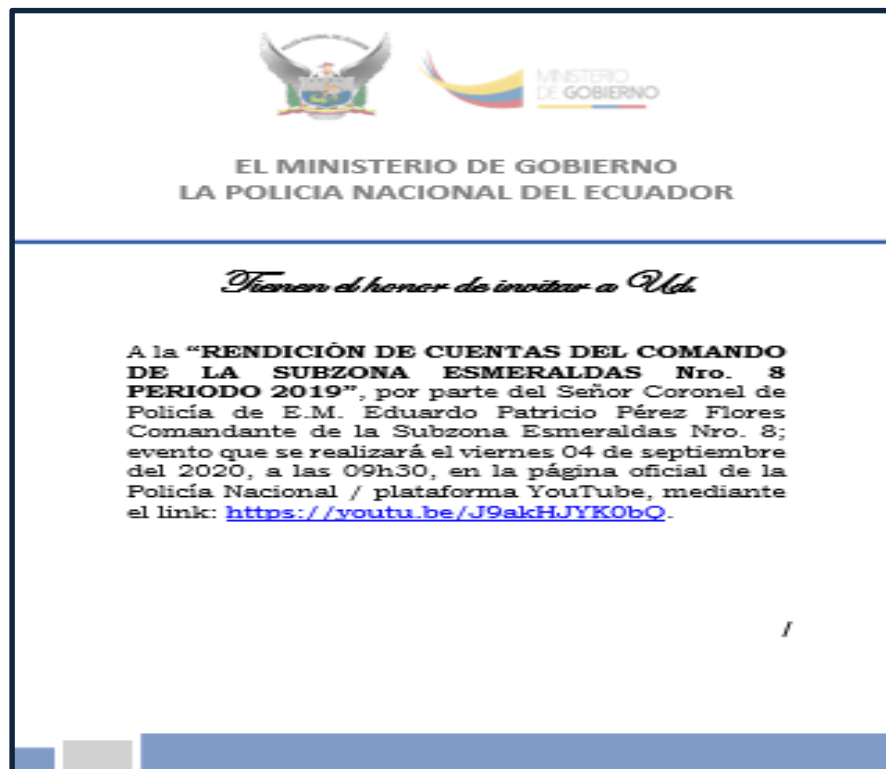 MINISTERIO
DE GOBIERNO
EL MINISTERIO DE GOBIERNO
LA POLICIA NACIONAL DEL ECUADOR
Tienen el honor de invitar a Ud.
A la “RENDICIÓN DE CUENTAS DEL COMANDO
DE LA SUBZONA ESMERALDAS Nro. 8
PERIODO 2019”, por parte del Señor Coronel de
Policía de E.M. Eduardo Patricio Pérez Flores
Comandante de la Subzona Esmeraldas Nro. 8;
evento que se realizará el viernes 04 de septiembre
del 2020, a las 09h30, en la página oficial de la
Policía Nacional / plataforma YouTube, mediante
el link: https://youtu.be/J9akHJYK0bQ.